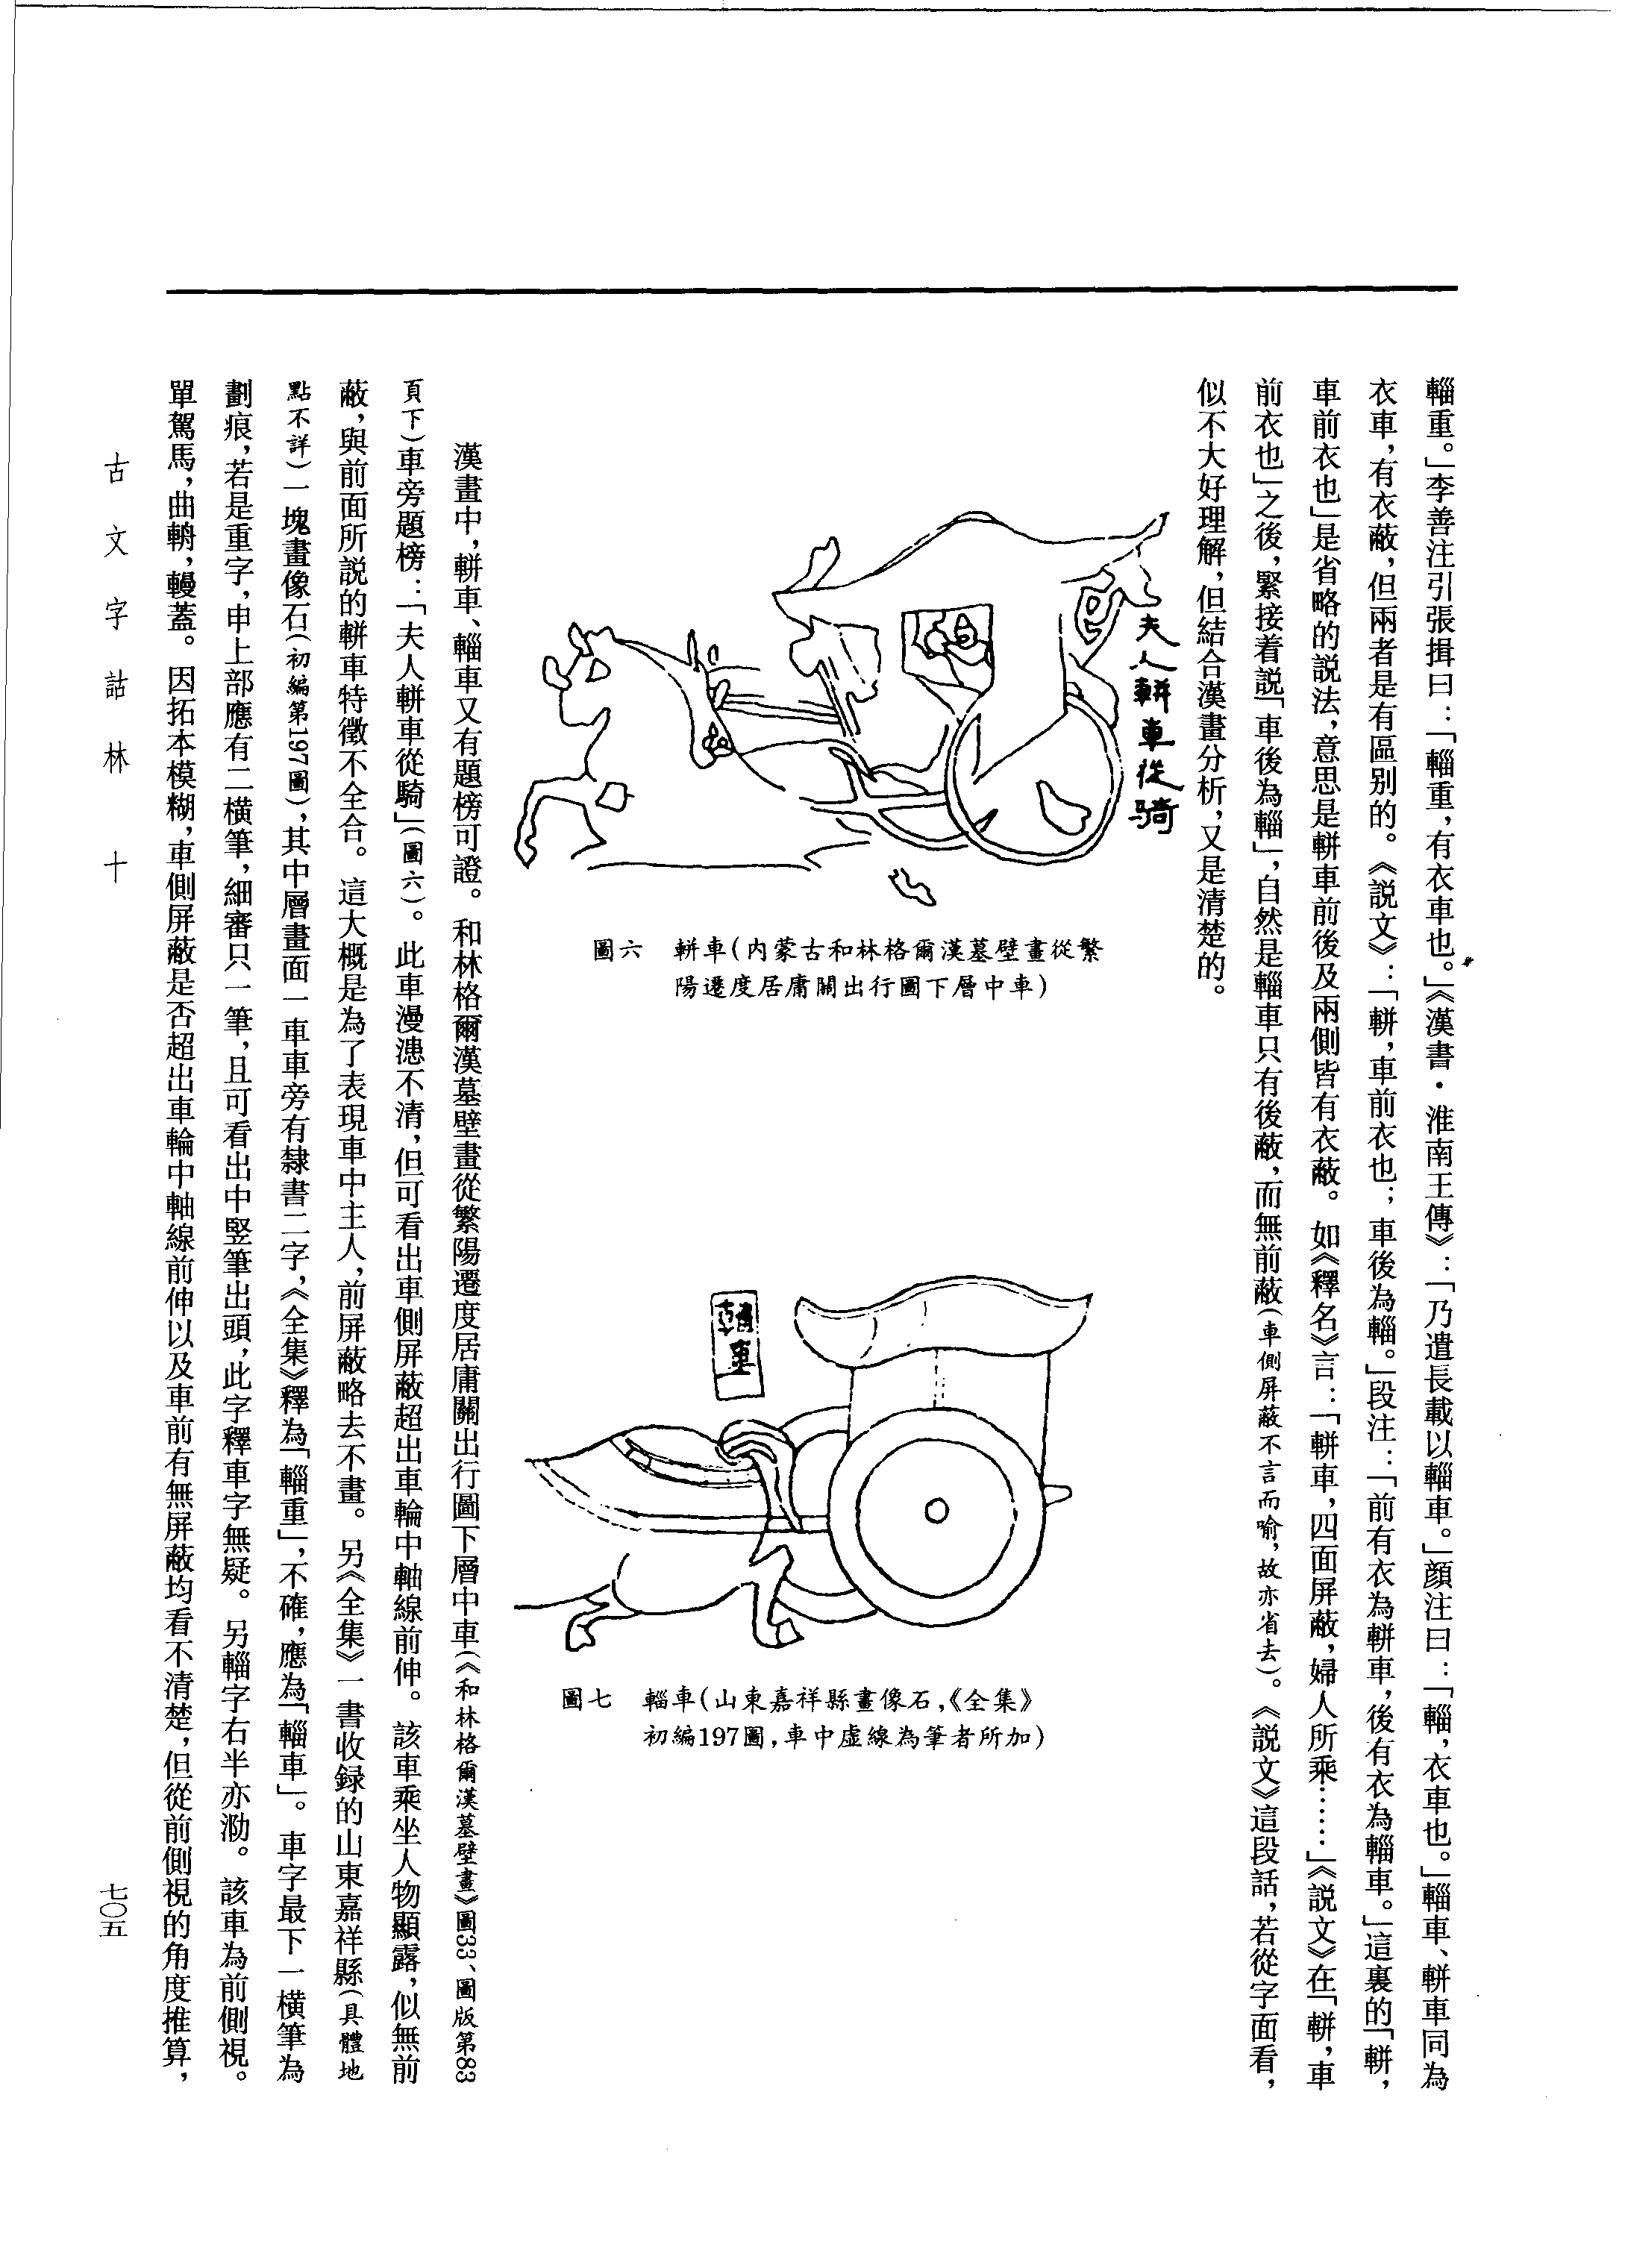 輜重。」李善注引張揖曰：「輜重，有衣車也。」《漢書·淮南王傳》：「乃遣長載以輜車。」顔注曰：「輜，衣車也。」輜車、軿車同為
衣車，有衣蔽，但兩者是有區别的。《説文》：「軿，車前衣也；車後為輜。」段注：「前有衣為軿車，後有衣為輜車。」這裏的「軿，
車前衣也」是省略的説法，意思是軿車前後及兩側皆有衣蔽。如《釋名》言：「軿車，四面屏蔽，婦人所乘……」《説文》在「軿，車
前衣也」之後，緊接着説「車後為輜」，自然是輜車只有後蔽，而無前蔽（車側屏蔽不言而喻，故亦省去）。《説文》這段話，若從字面看，
似不大好理解，但結合漢畫分析，又是清楚的。
夫人軿車從騎
圖六　軿車（内蒙古和林格爾漢墓壁畫從繁
陽遷度居庸關出行圖下層中車）
輜車
圖七　輜車（山東嘉祥縣畫像石，《全集》
初編197圖，車中虚線為筆者所加）
漢畫中，軿車、輜車又有題榜可證。和林格爾漢墓壁畫從繁陽遷度居庸關出行圖下層中車（《和林格爾漢墓壁畫》圖33、圖版第83
頁下）車旁題榜：「夫人軿車從騎」（圖六）。此車漫漶不清，但可看出車側屏蔽超出車輪中軸線前伸。該車乘坐人物顯露，似無前
蔽，與前面所説的軿車特徵不全合。這大概是為了表現車中主人，前屏蔽略去不畫。另《全集》一書收録的山東嘉祥縣（具體地
點不詳）一塊畫像石（初編第197圖），其中層畫面一車車旁有隸書二字，《全集》釋為「輜重」，不確，應為「輜車」。車字最下一横筆為
劃痕，若是重字，申上部應有二横筆，細審只一筆，且可看出中竪筆出頭，此字釋車字無疑。另輜字右半亦泐。該車為前側視。
單駕馬，曲輈，轒蓋。因拓本模糊，車側屏蔽是否超出車輪中軸線前伸以及車前有無屏蔽均看不清楚，但從前側視的角度推算，
古文字詁林　十
七〇五